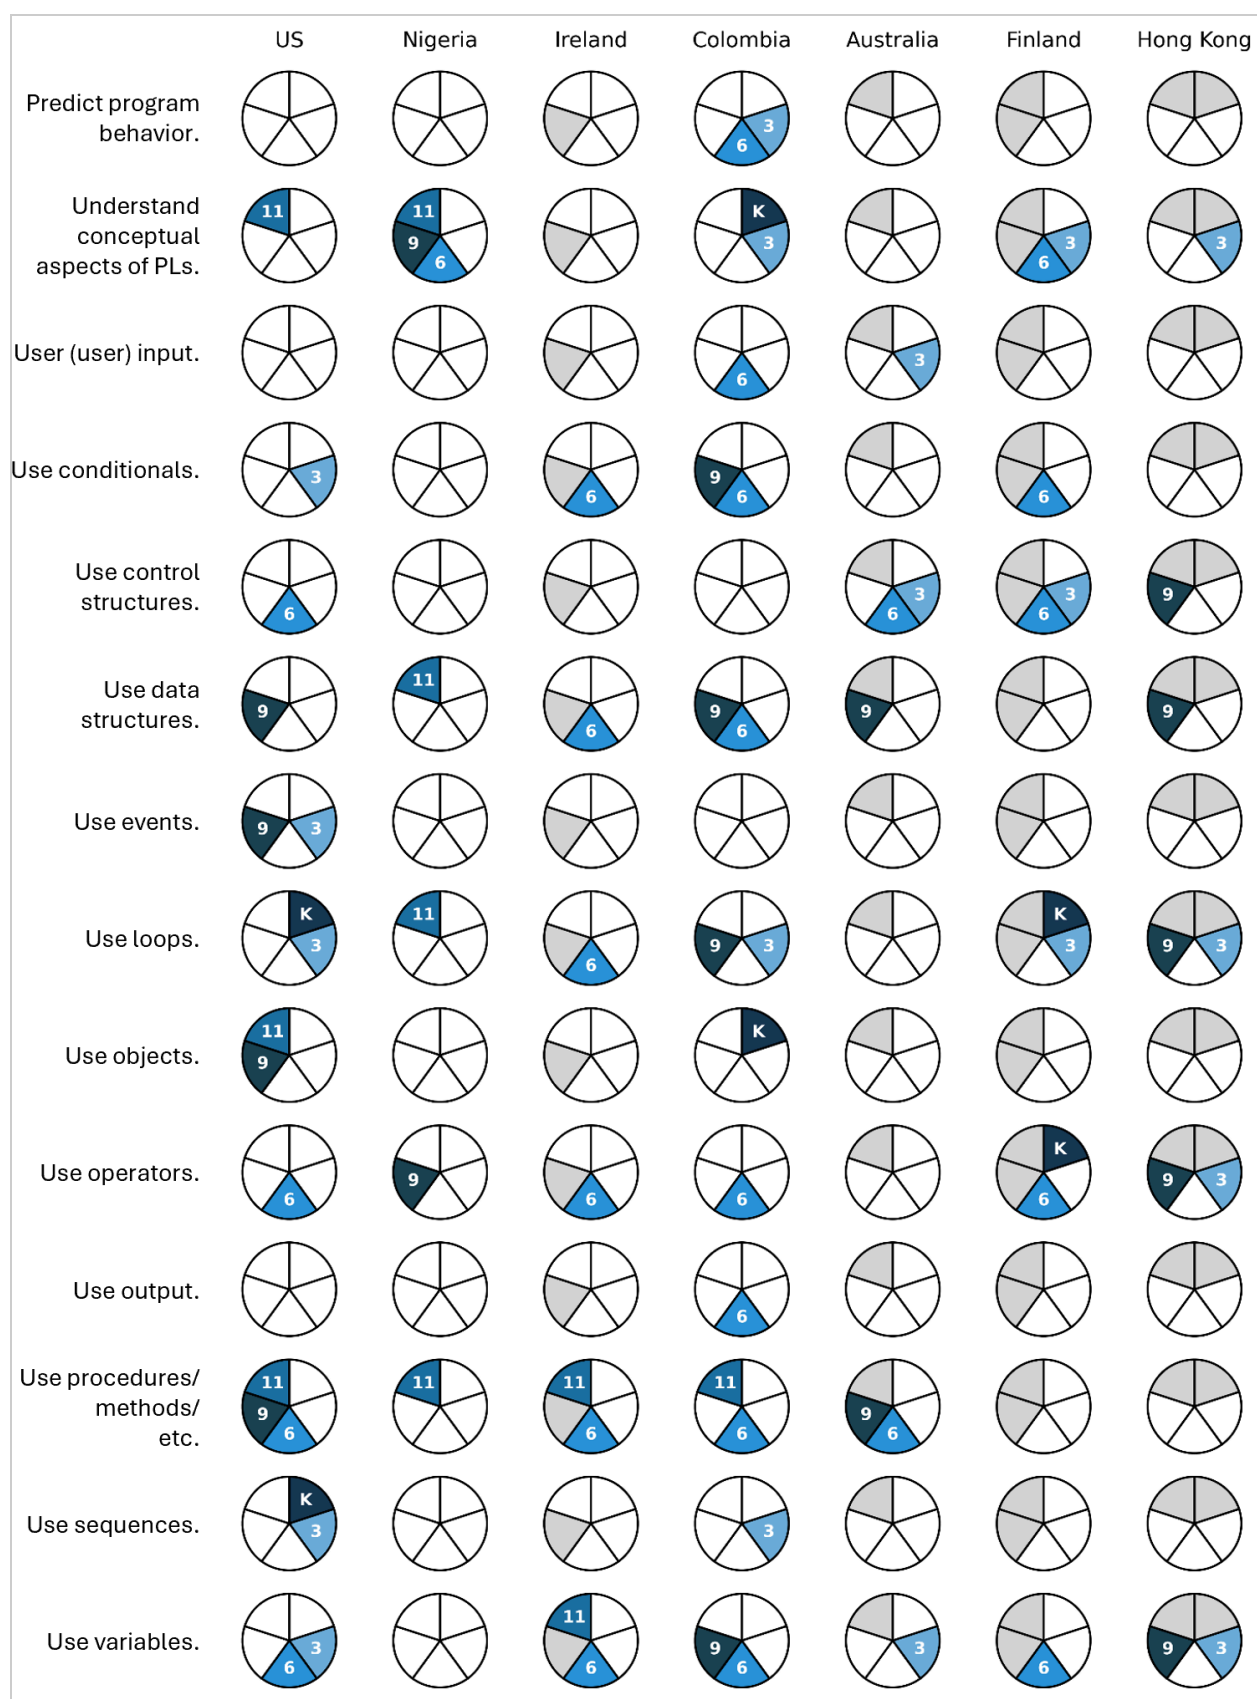 US Nigeria Ireland Colombia Australia Finland Hong Kong
Predict program
behavior.
3
6
Understand
conceptual
aspects of PLs.
11 11 K
9 3 3 3
6 6
User (user) input.
3
6
Use conditionals.
3 9
6 6 6
Use control
structures.
3 3 9
6 6 6
Use data
structures.
11
9 9 9 9
6 6
Use events.
9 3
Use loops.
K 11 K
3 9 3 3 9 3
6
Use objects.
11 K
9
Use operators.
K
9 9 3
6 6 6 6
Use output.
6
Use procedures/
methods/
etc.
11 11 11 11
9 9
6 6 6 6
Use sequences.
K
3 3
Use variables.
11
3 9 3 9 3
6 6 6 6